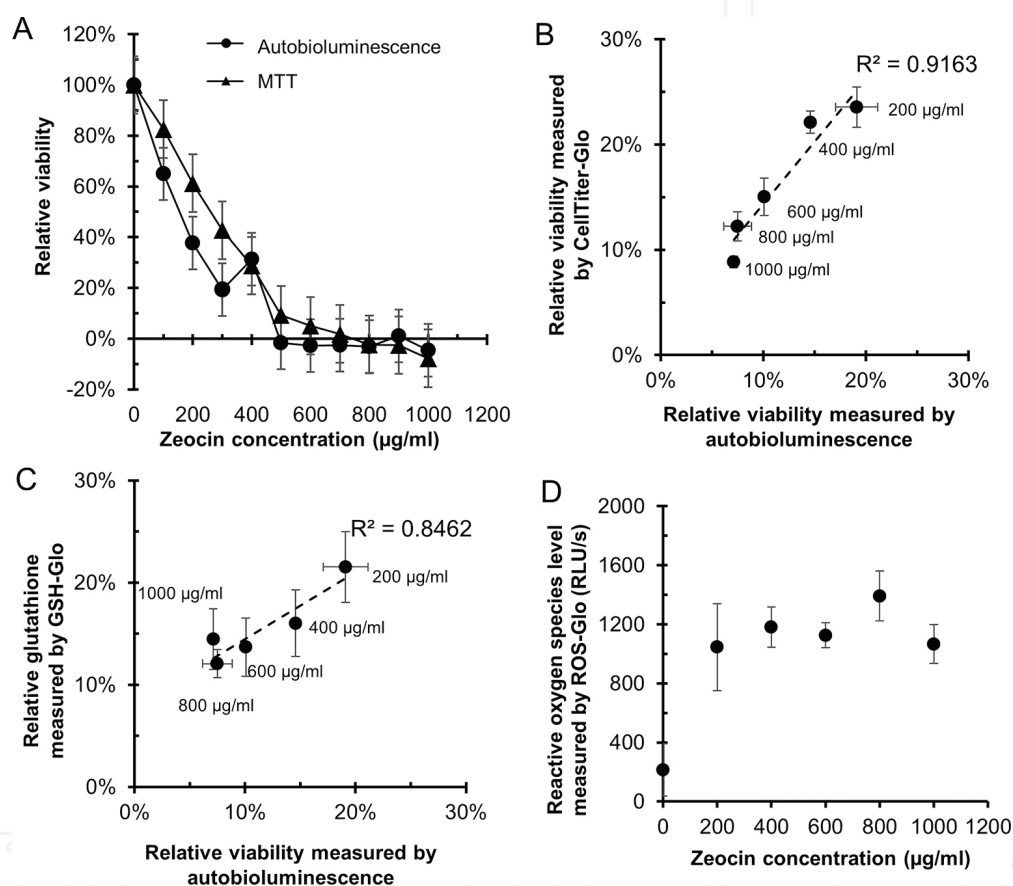 A
120%
100%
80%
60%
40%
20%
0%
-20%
Relative viability
Autobioluminescence
MTT
0 200 400 600 800 1000 1200
Zeocin concentration (µg/ml)
B
30%
20%
10%
0%
Relative viability measured
by CellTiter-Glo
R² = 0.9163
200 µg/ml
400 µg/ml
600 µg/ml
800 µg/ml
1000 µg/ml
0% 10% 20% 30%
Relative viability measured by
autobioluminescence
C
30%
20%
10%
0%
Relative glutathione
measured by GSH-Glo
R² = 0.8462
200 µg/ml
1000 µg/ml
400 µg/ml
600 µg/ml
800 µg/ml
0% 10% 20% 30%
Relative viability measured by
autobioluminescence
D
2000
1600
1200
800
400
0
Reactive oxygen species level
measured by ROS-Glo (RLU/s)
0 200 400 600 800 1000 1200
Zeocin concentration (µg/ml)